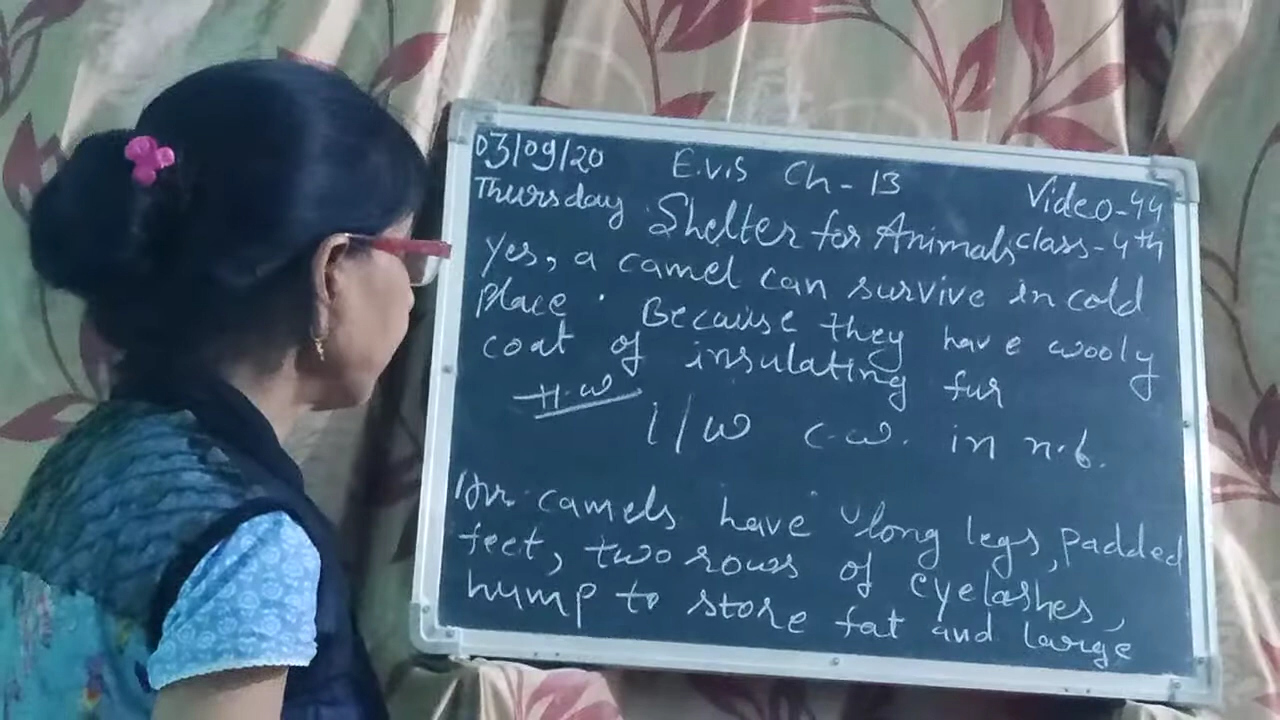 03/09/20 E.V.S Ch - 13 Video-44
Thursday Shelter for Animals class-4th
Yes, a camel can survive in cold
place. Because they have wooly
coat of insulating fur
H.W
l/w c.w. in n.b.
camels have long legs, padded
feet, two rows of eyelashes,
hump to store fat and large